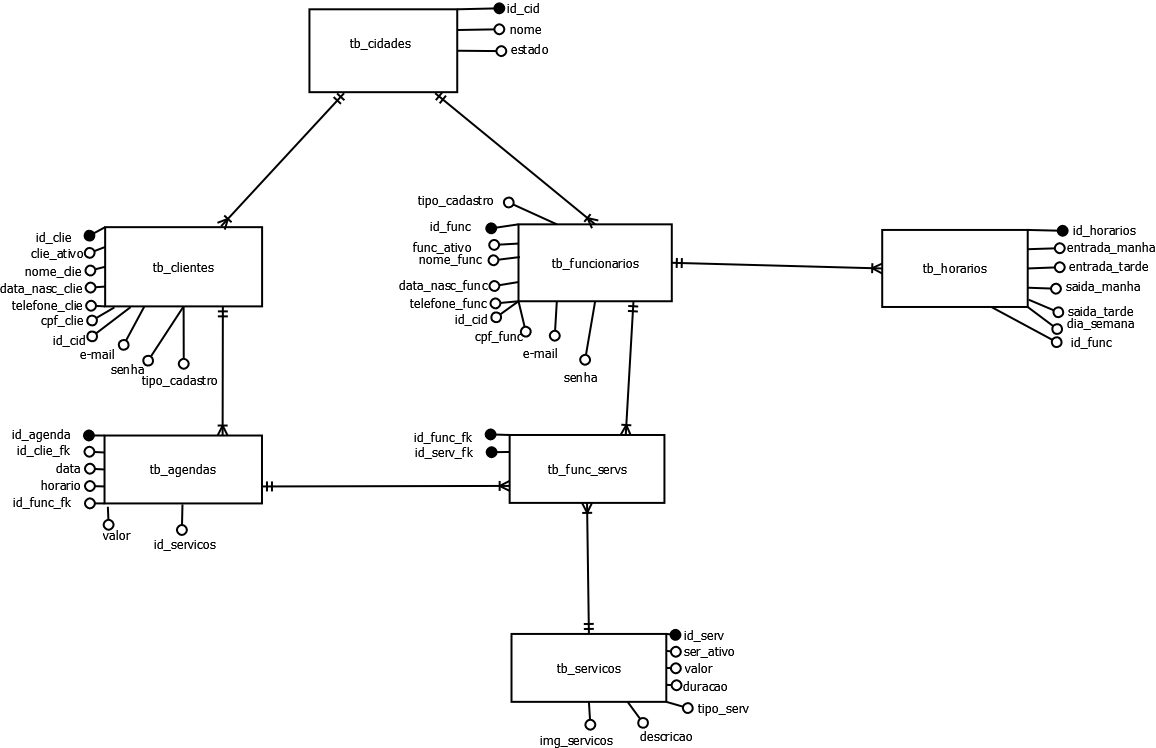 tb_cidades
id_cid
nome
estado
tb_clientes
id_clie
clie_ativo
nome_clie
data_nasc_clie
telefone_clie
cpf_clie
id_cid
e-mail
senha
tipo_cadastro
tb_funcionarios
tipo_cadastro
id_func
func_ativo
nome_func
data_nasc_func
telefone_func
id_cid
cpf_func
e-mail
senha
tb_horarios
id_horarios
entrada_manha
entrada_tarde
saida_manha
saida_tarde
dia_semana
id_func
tb_agendas
id_agenda
id_clie_fk
data
horario
id_func_fk
valor
id_servicos
tb_func_servs
id_func_fk
id_serv_fk
tb_servicos
id_serv
ser_ativo
valor
duracao
tipo_serv
descricao
img_servicos